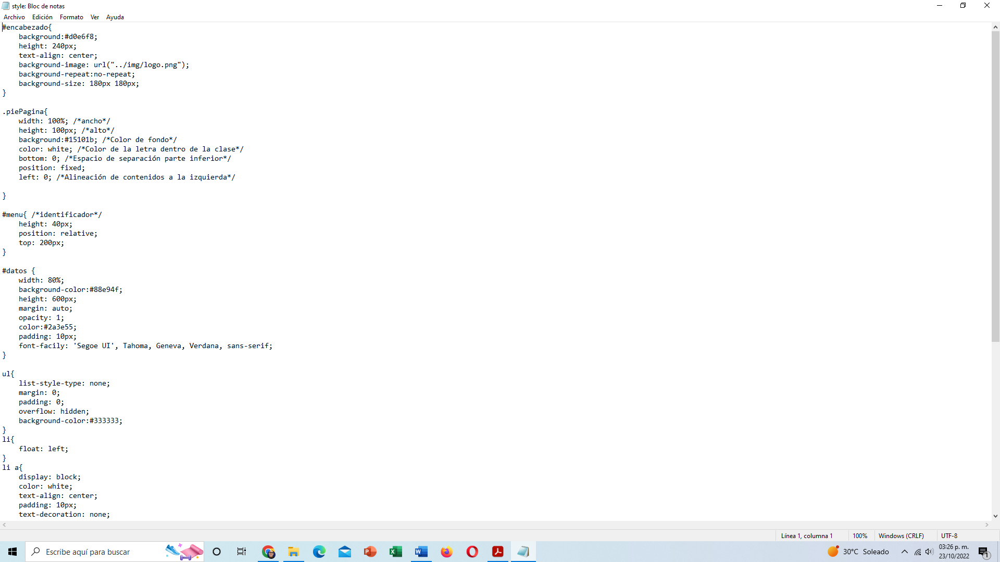 style: Bloc de notas
Archivo Edición Formato Ver Ayuda
#encabezado{
    background:#d0e6f8;
    height: 240px;
    text-align: center;
    background-image: url("../img/logo.png");
    background-repeat:no-repeat;
    background-size: 180px 180px;
}
.piePagina{
    width: 100%; /*ancho*/
    height: 100px; /*alto*/
    background:#15101b; /*Color de fondo*/
    color: white; /*Color de la letra dentro de la clase*/
    bottom: 0; /*Espacio de separación parte inferior*/
    position: fixed;
    left: 0; /*Alineación de contenidos a la izquierda*/
}
#menu{ /*identificador*/
    height: 40px;
    position: relative;
    top: 200px;
}
#datos {
    width: 80%;
    background-color:#88e94f;
    height: 600px;
    margin: auto;
    opacity: 1;
    color:#2a3e55;
    padding: 10px;
    font-facily: 'Segoe UI', Tahoma, Geneva, Verdana, sans-serif;
}
ul{
    list-style-type: none;
    margin: 0;
    padding: 0;
    overflow: hidden;
    background-color:#333333;
}
li{
    float: left;
}
li a{
    display: block;
    color: white;
    text-align: center;
    padding: 10px;
    text-decoration: none;
Línea 1, columna 1 100% Windows (CRLF) UTF-8
Escribe aquí para buscar
30°C Soleado
03:26 p. m.
23/10/2022
1